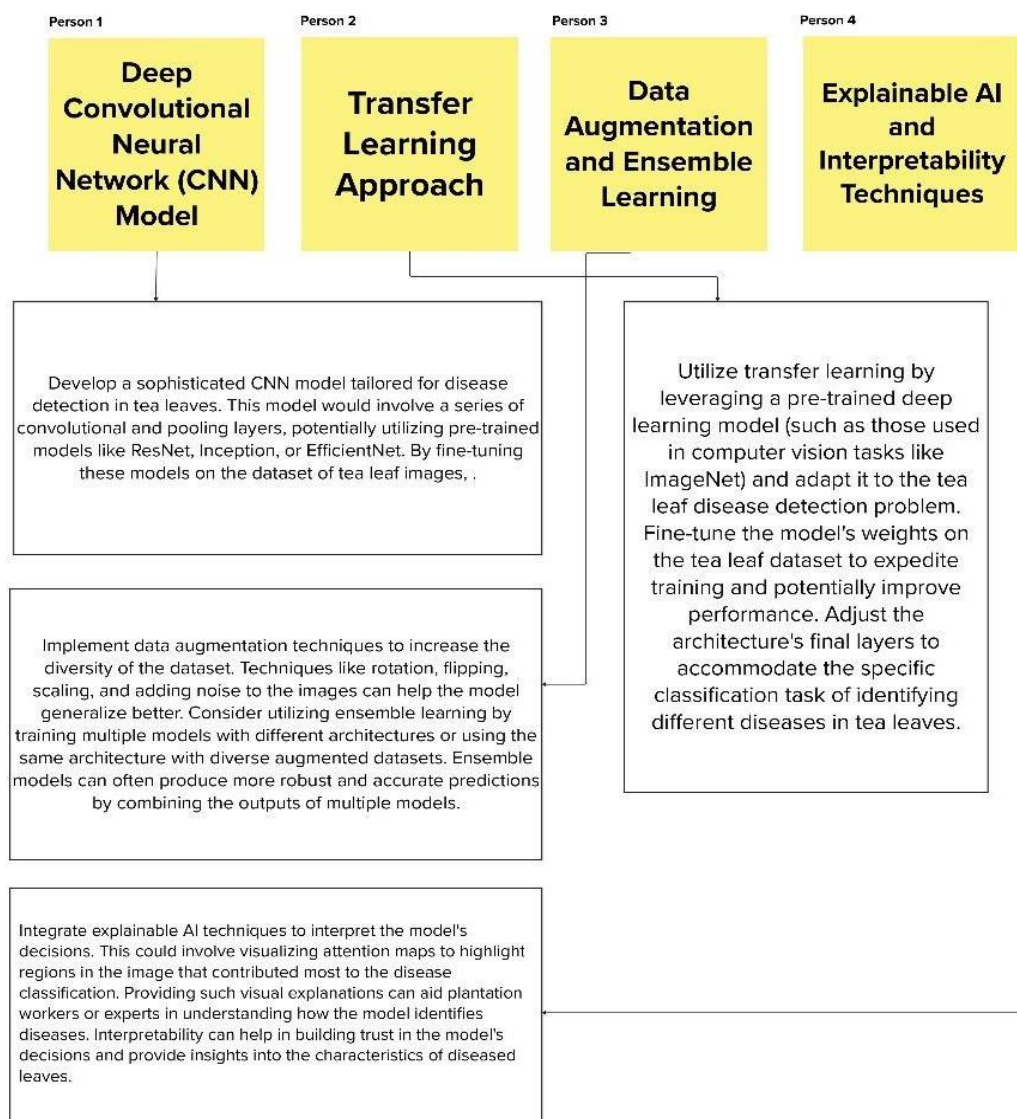 Person 1
Person 2
Person 3
Person 4
Deep
Convolutional
Neural
Network (CNN)
Model
Transfer
Learning
Approach
Data
Augmentation
and Ensemble
Learning
Explainable AI
and
Interpretability
Techniques
Develop a sophisticated CNN model tailored for disease
detection in tea leaves. This model would involve a series of
convolutional and pooling layers, potentially utilizing pre-trained
models like ResNet, Inception, or EfficientNet. By fine-tuning
these models on the dataset of tea leaf images, .
Utilize transfer learning by
leveraging a pre-trained deep
learning model (such as those used
in computer vision tasks like
ImageNet) and adapt it to the tea
leaf disease detection problem.
Fine-tune the model's weights on
the tea leaf dataset to expedite
training and potentially improve
performance. Adjust the
architecture's final layers to
accommodate the specific
classification task of identifying
different diseases in tea leaves.
Implement data augmentation techniques to increase the
diversity of the dataset. Techniques like rotation, flipping,
scaling, and adding noise to the images can help the model
generalize better. Consider utilizing ensemble learning by
training multiple models with different architectures or using the
same architecture with diverse augmented datasets. Ensemble
models can often produce more robust and accurate predictions
by combining the outputs of multiple models.
Integrate explainable AI techniques to interpret the model's
decisions. This could involve visualizing attention maps to highlight
regions in the image that contributed most to the disease
classification. Providing such visual explanations can aid plantation
workers or experts in understanding how the model identifies
diseases. Interpretability can help in building trust in the model's
decisions and provide insights into the characteristics of diseased
leaves.